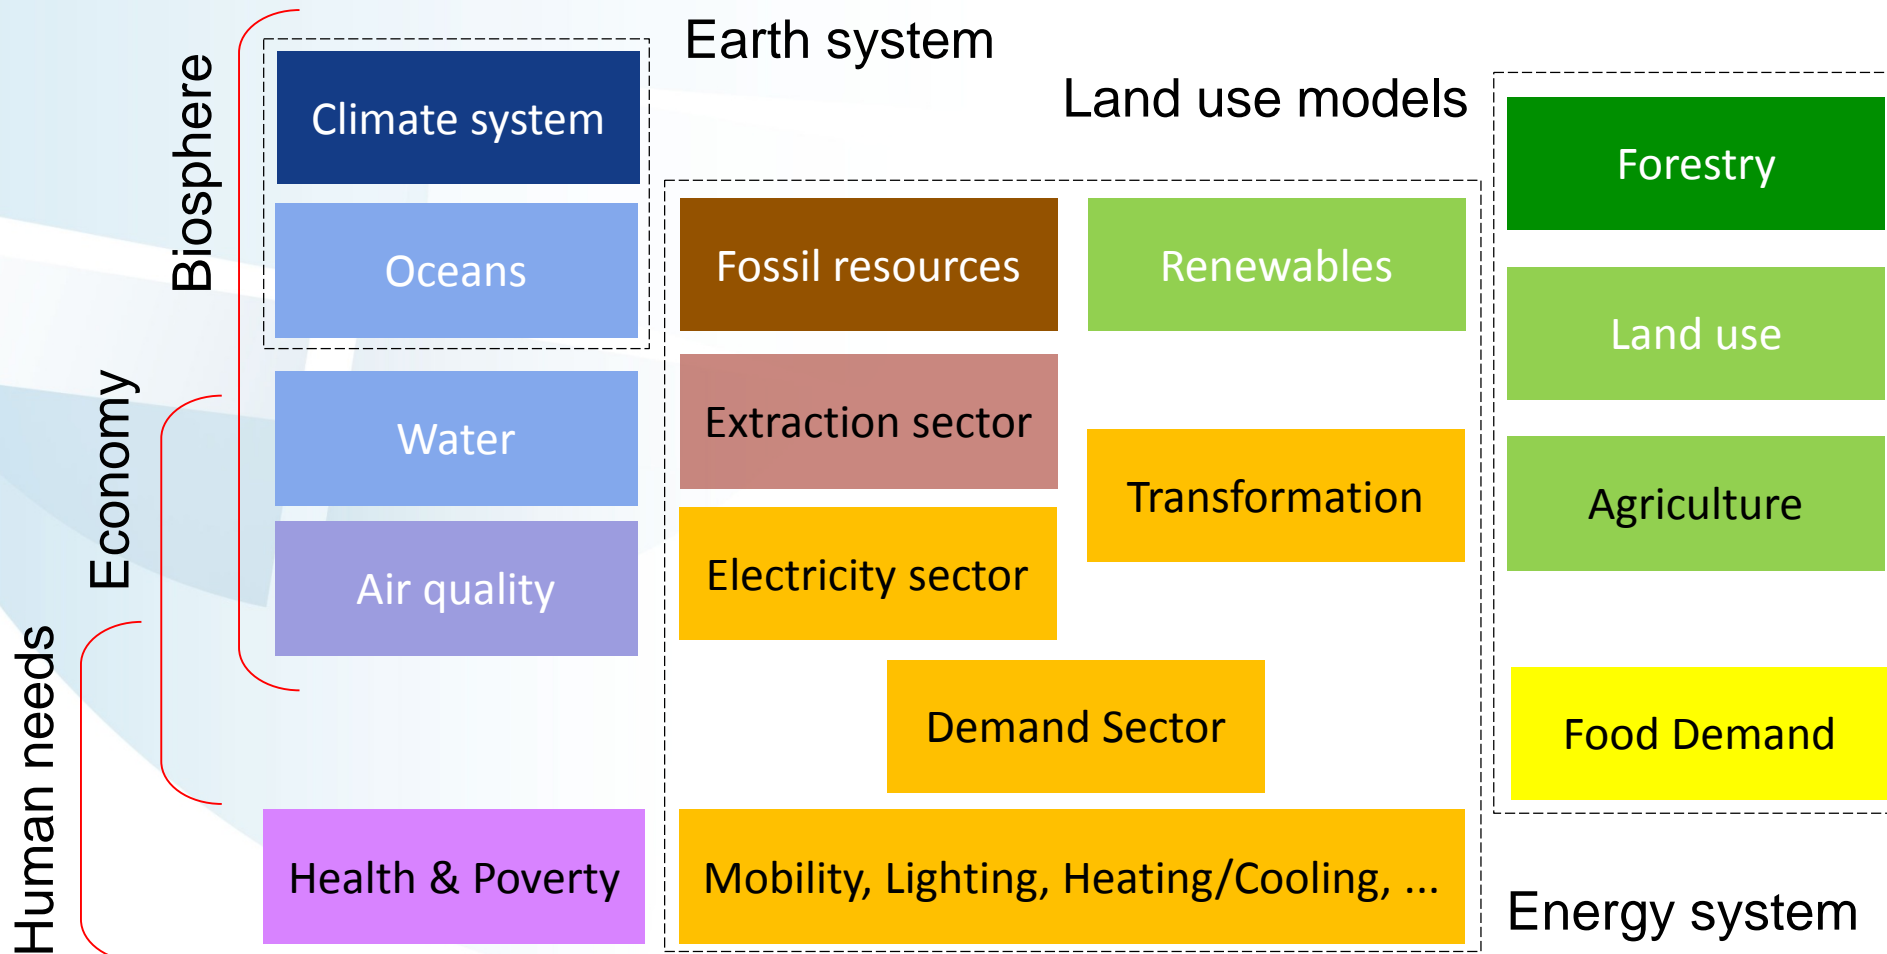 Earth system
Land use models
Biosphere
Economy
Human needs
Climate system
Oceans
Water
Air quality
Health & Poverty
Fossil resources
Renewables
Extraction sector
Transformation
Electricity sector
Demand Sector
Mobility, Lighting, Heating/Cooling, ...
Forestry
Land use
Agriculture
Food Demand
Energy system